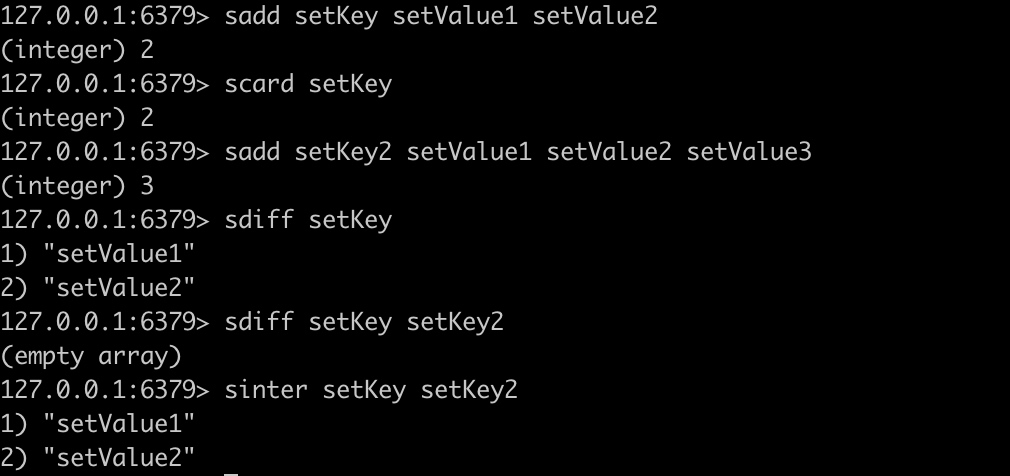 127.0.0.1:6379> sadd setKey setValue1 setValue2
(integer) 2
127.0.0.1:6379> scard setKey
(integer) 2
127.0.0.1:6379> sadd setKey2 setValue1 setValue2 setValue3
(integer) 3
127.0.0.1:6379> sdiff setKey
1) "setValue1"
2) "setValue2"
127.0.0.1:6379> sdiff setKey setKey2
(empty array)
127.0.0.1:6379> sinter setKey setKey2
1) "setValue1"
2) "setValue2"